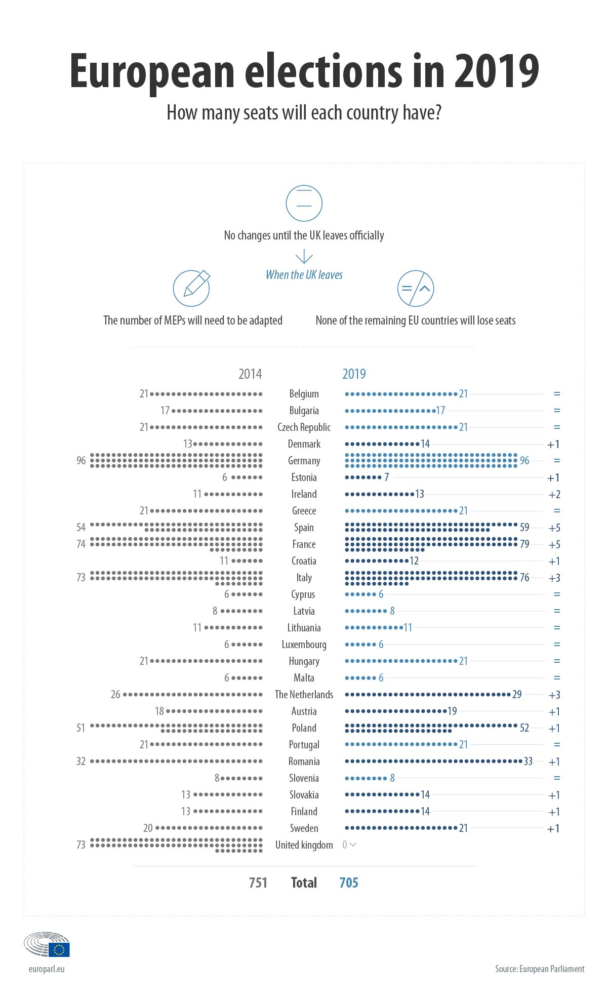 European elections in 2019
How many seats will each country have?
No changes until the UK leaves officially
When the UK leaves
The number of MEPs will need to be adapted
None of the remaining EU countries will lose seats
2014 2019
21 Belgium 21 =
17 Bulgaria 17 =
21 Czech Republic 21 =
13 Denmark 14 +1
96 Germany 96 =
6 Estonia 7 +1
11 Ireland 13 +2
21 Greece 21 =
54 Spain 59 +5
74 France 79 +5
11 Croatia 12 +1
73 Italy 76 +3
6 Cyprus 6 =
8 Latvia 8 =
11 Lithuania 11 =
6 Luxembourg 6 =
21 Hungary 21 =
6 Malta 6 =
26 The Netherlands 29 +3
18 Austria 19 +1
51 Poland 52 +1
21 Portugal 21 =
32 Romania 33 +1
8 Slovenia 8 =
13 Slovakia 14 +1
13 Finland 14 +1
20 Sweden 21 +1
73 United kingdom 0
751 Total 705
europarl.eu
Source: European Parliament